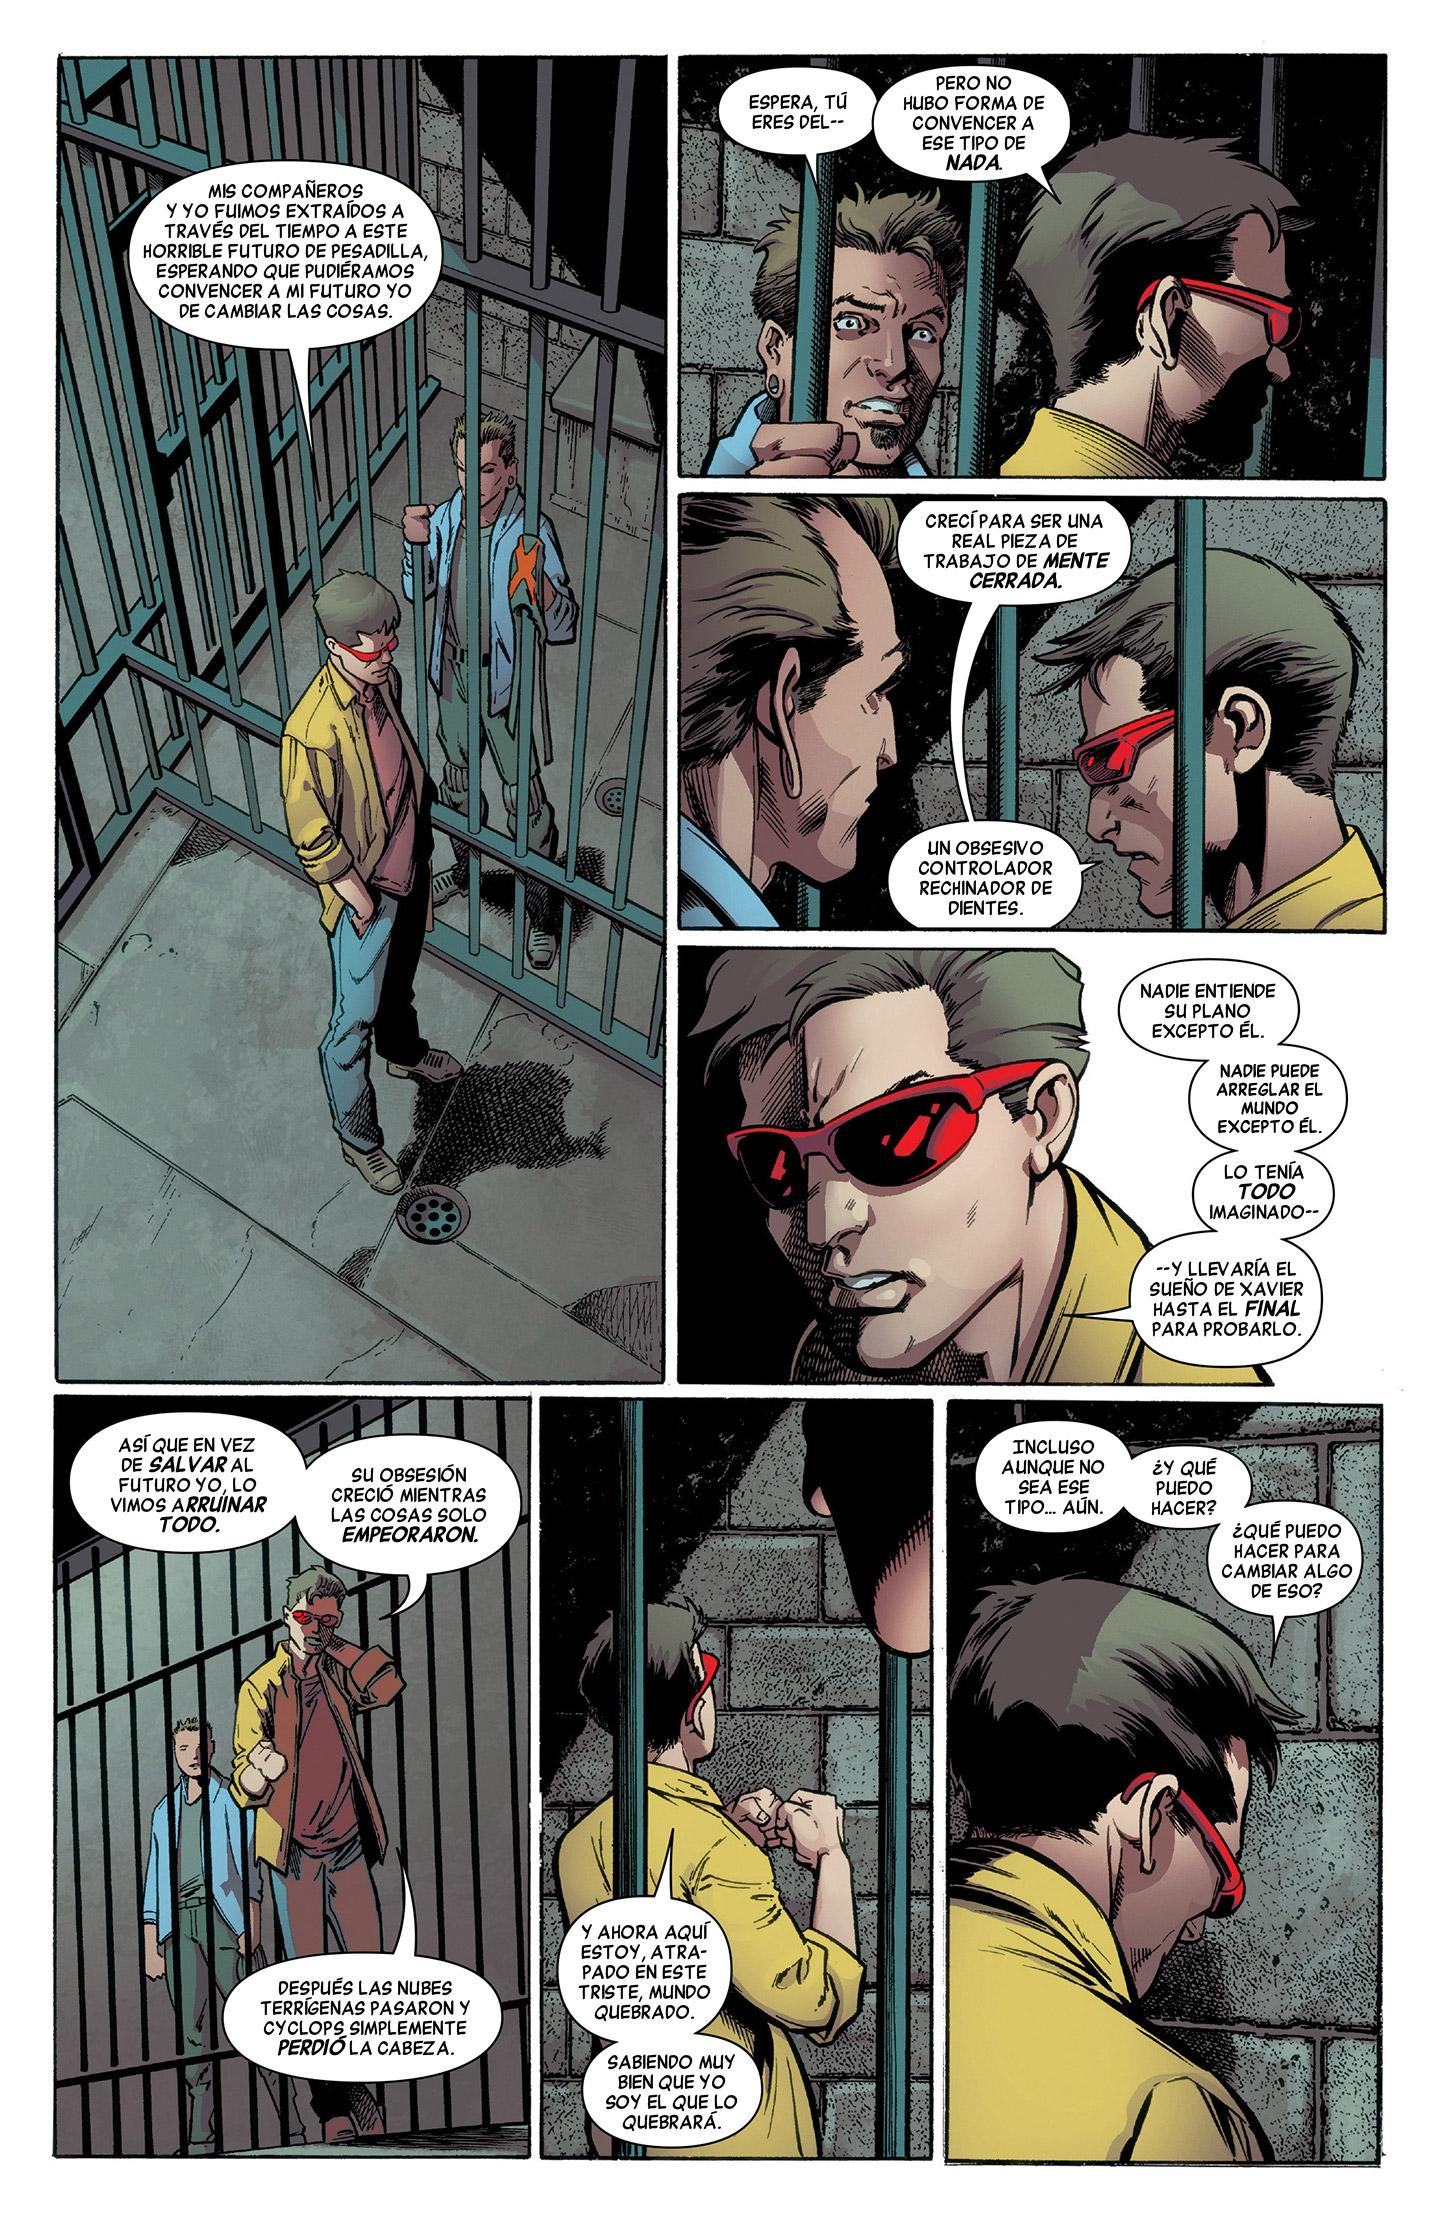 MIS COMPAÑEROS
Y YO FUIMOS EXTRAÍDOS A
TRAVÉS DEL TIEMPO A ESTE
HORRIBLE FUTURO DE PESADILLA,
ESPERANDO QUE PUDIÉRAMOS
CONVENCER A MI FUTURO YO
DE CAMBIAR LAS COSAS.
ESPERA, TÚ
ERES DEL--
PERO NO
HUBO FORMA DE
CONVENCER A
ESE TIPO DE
NADA.
CRECÍ PARA SER UNA
REAL PIEZA DE
TRABAJO DE MENTE
CERRADA.
UN OBSESIVO
CONTROLADOR
RECHINADOR DE
DIENTES.
NADIE ENTIENDE
SU PLANO
EXCEPTO ÉL.
NADIE PUEDE
ARREGLAR EL
MUNDO
EXCEPTO ÉL.
LO TENÍA
TODO
IMAGINADO--
--Y LLEVARÍA EL
SUEÑO DE XAVIER
HASTA EL FINAL
PARA PROBARLO.
ASÍ QUE EN VEZ
DE SALVAR AL
FUTURO YO, LO
VIMOS ARRUINAR
TODO.
SU OBSESIÓN
CRECIÓ MIENTRAS
LAS COSAS SOLO
EMPEORARON.
DESPUÉS LAS NUBES
TERRÍGENAS PASARON Y
CYCLOPS SIMPLEMENTE
PERDIÓ LA CABEZA.
Y AHORA AQUÍ
ESTOY, ATRA-
PADO EN ESTE
TRISTE, MUNDO
QUEBRADO.
SABIENDO MUY
BIEN QUE YO
SOY EL QUE LO
QUEBRARÁ.
INCLUSO
AUNQUE NO
SEA ESE
TIPO... AÚN.
¿Y QUÉ
PUEDO
HACER?
¿QUÉ PUEDO
HACER PARA
CAMBIAR ALGO
DE ESO?